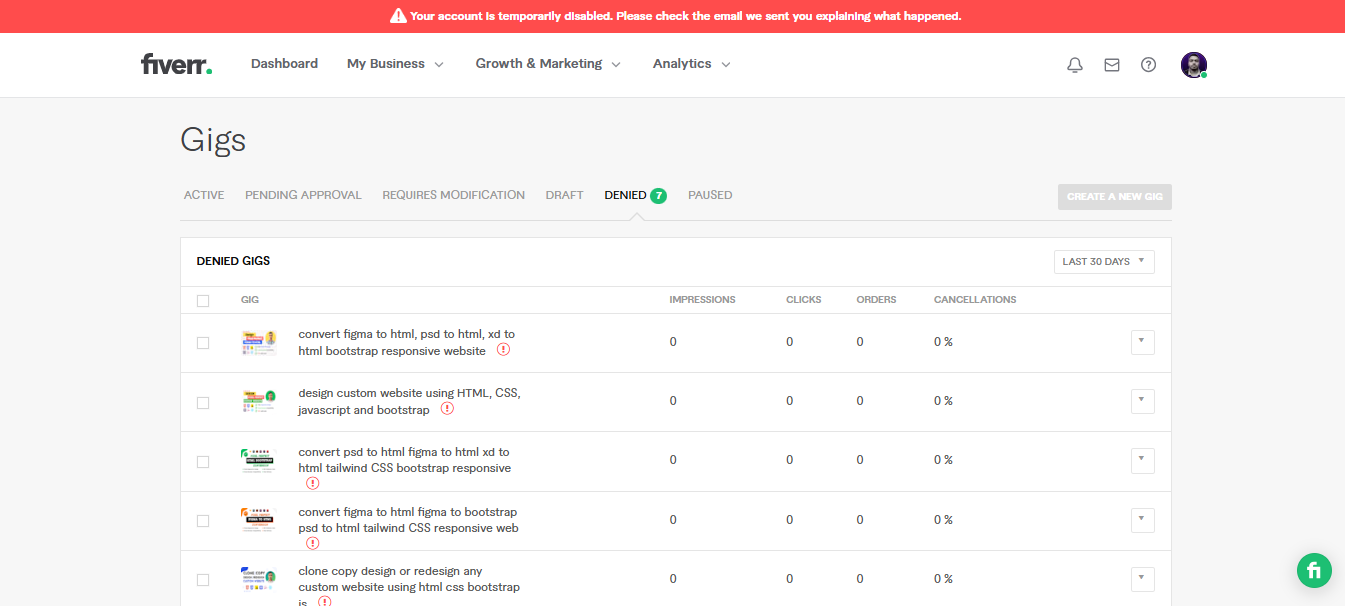 Your account is temporarily disabled. Please check the email we sent you explaining what happened.
fiverr. Dashboard My Business Growth & Marketing Analytics
Gigs
ACTIVE PENDING APPROVAL REQUIRES MODIFICATION DRAFT DENIED 7 PAUSED CREATE A NEW GIG
DENIED GIGS LAST 30 DAYS
GIG IMPRESSIONS CLICKS ORDERS CANCELLATIONS
convert figma to html, psd to html, xd to
html bootstrap responsive website
0 0 0 0 %
design custom website using HTML, CSS,
javascript and bootstrap
0 0 0 0 %
convert psd to html figma to html xd to
html tailwind CSS bootstrap responsive
0 0 0 0 %
convert figma to html figma to bootstrap
psd to html tailwind CSS responsive web
0 0 0 0 %
CLONE COPY
clone copy design or redesign any
custom website using html css bootstrap
js
0 0 0 0 %
fi